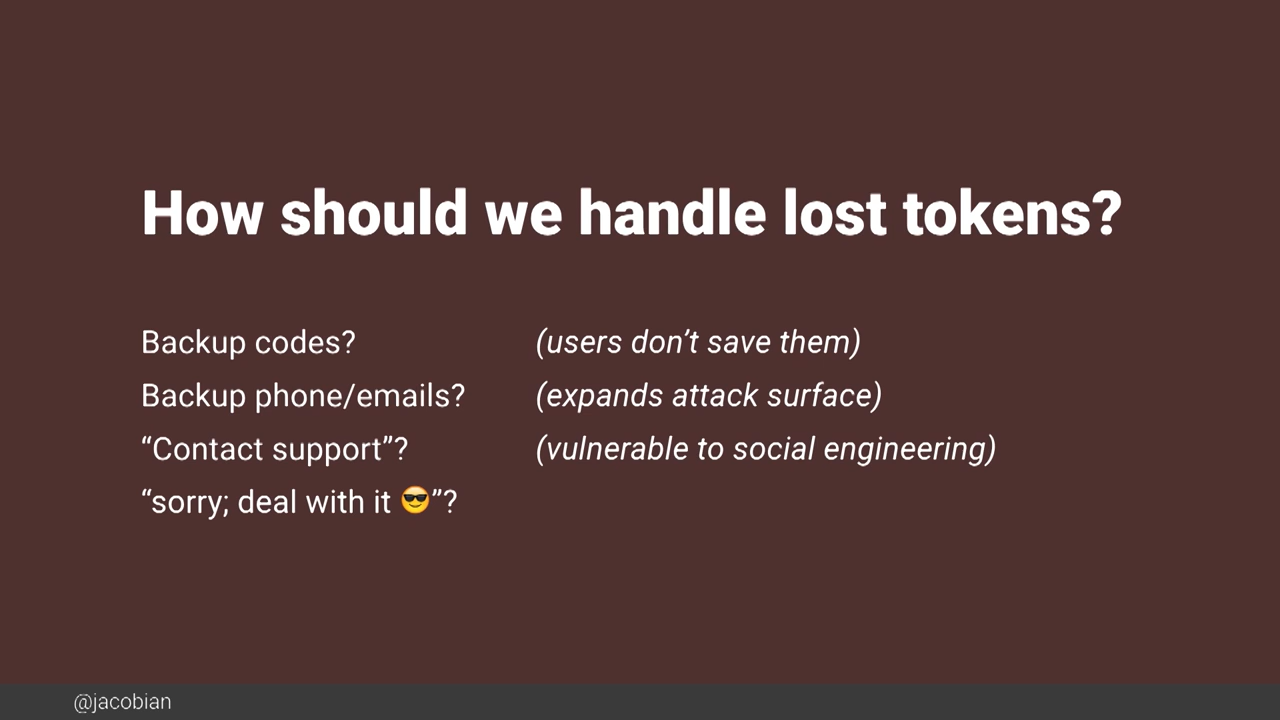 How should we handle lost tokens?
Backup codes? (users don’t save them)
Backup phone/emails? (expands attack surface)
“Contact support”? (vulnerable to social engineering)
“sorry; deal with it 😎”?
@jacobian